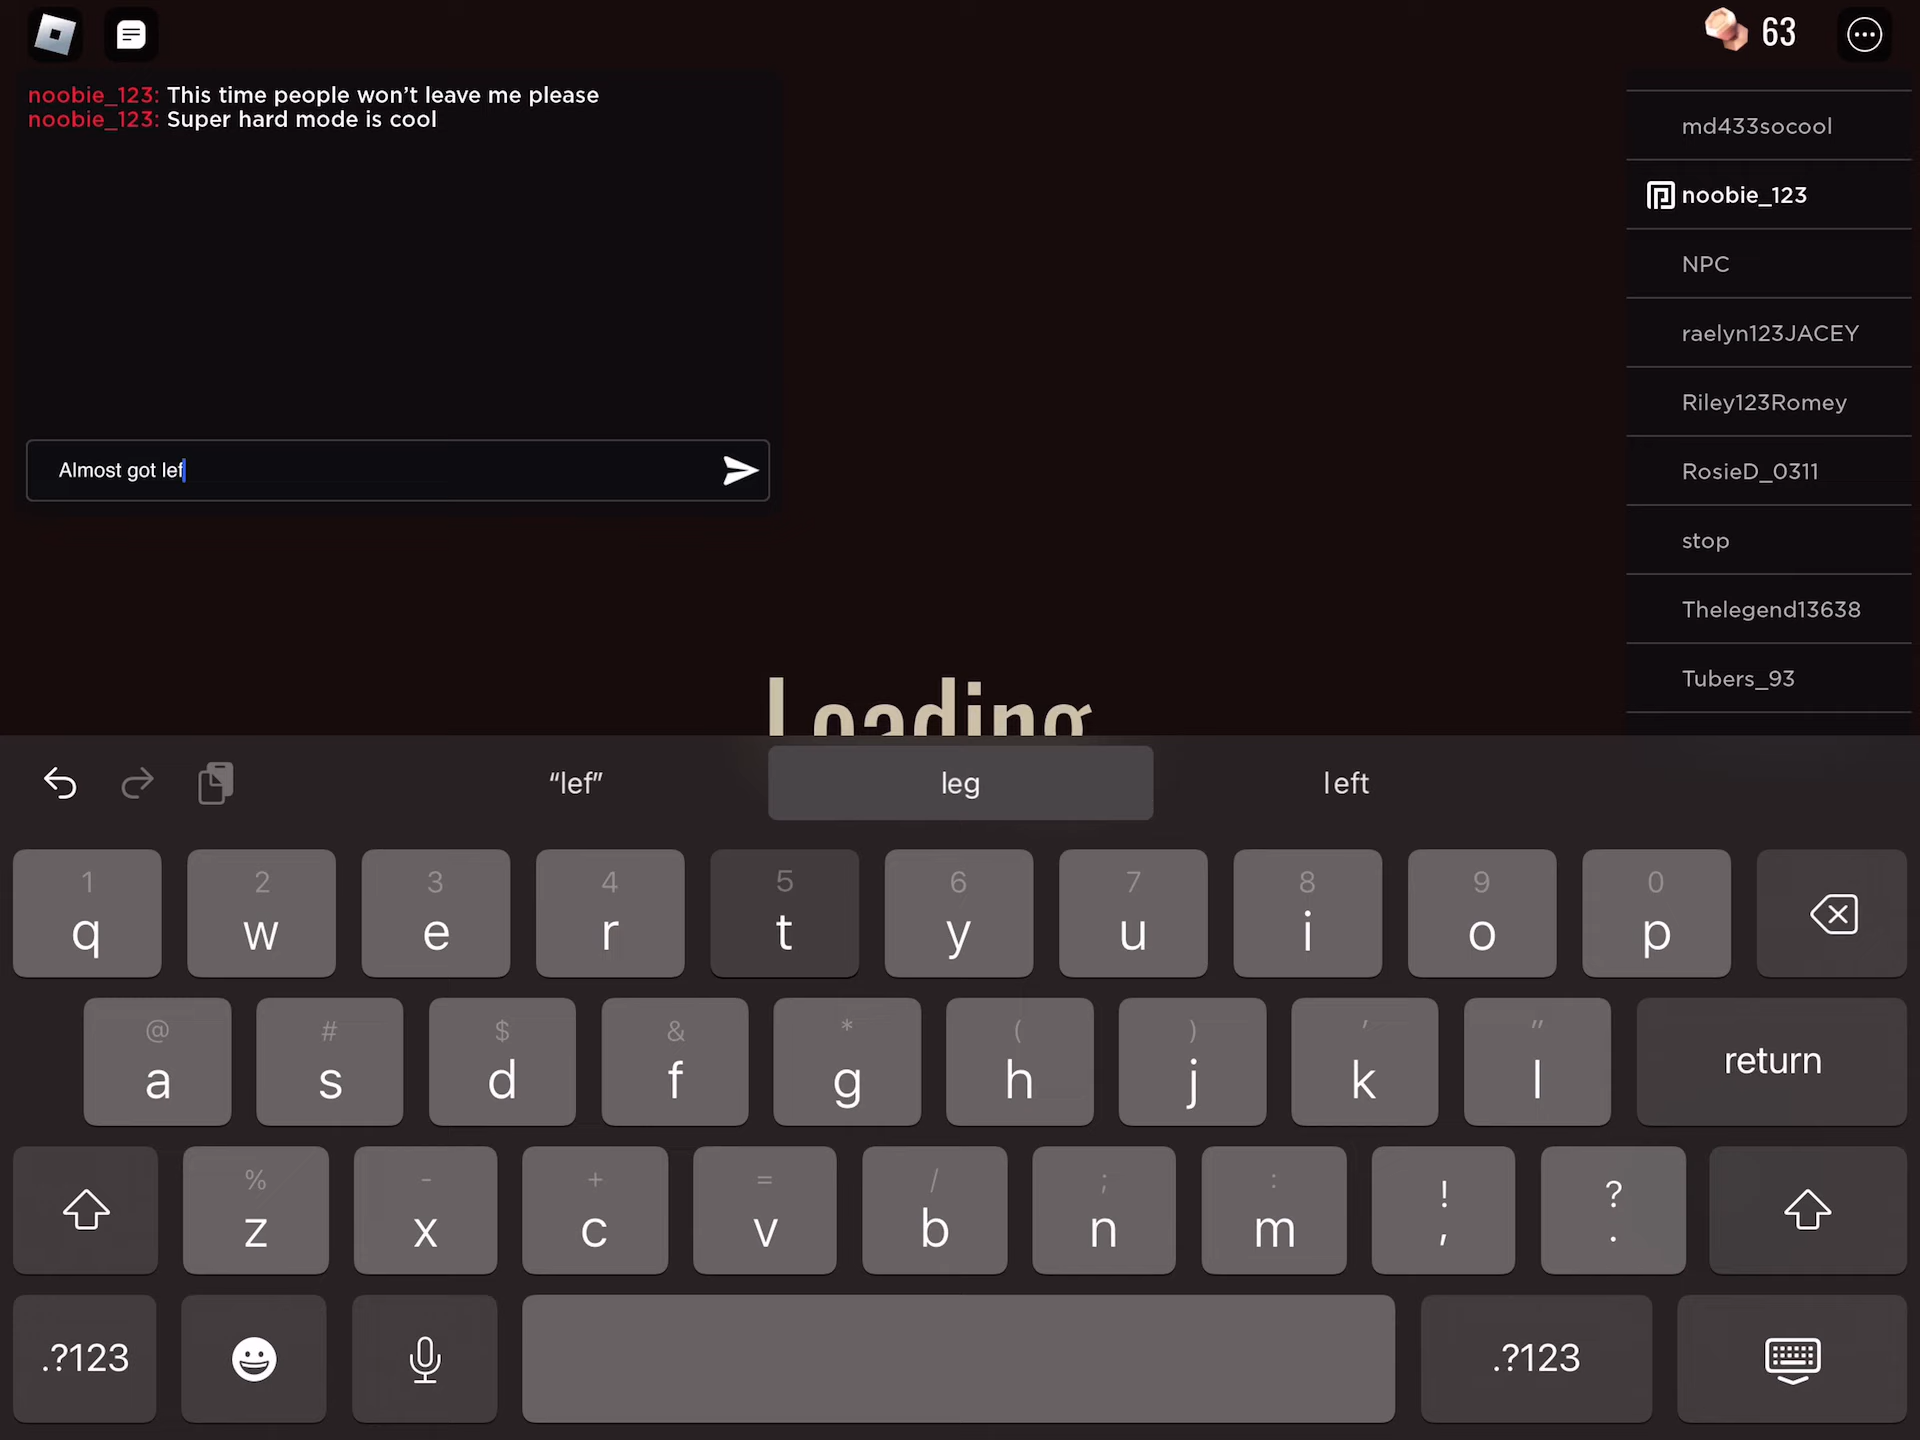 63
noobie_123: This time people won’t leave me please
noobie_123: Super hard mode is cool
Almost got lef
md433socool
noobie_123
NPC
raelyn123JACEY
Riley123Romey
RosieD_0311
stop
Thelegend13638
Tubers_93
Loading
“lef” leg left
1 2 3 4 5 6 7 8 9 0
q w e r t y u i o p
@ # $ & * ( ) ' "
a s d f g h j k l return
% - + = / ; : ! ?
z x c v b n m , .
.?123 .?123